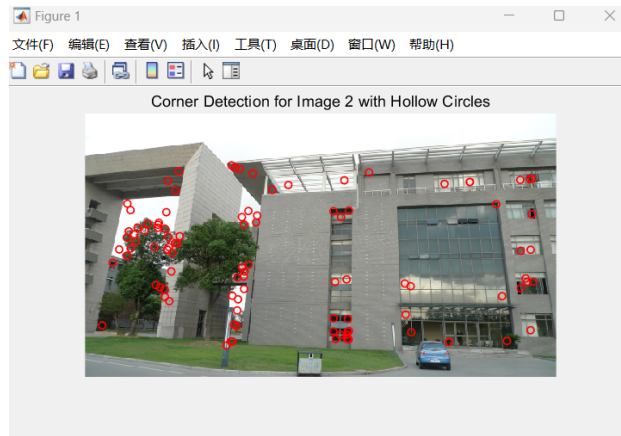 Figure 1
文件(F) 编辑(E) 查看(V) 插入(I) 工具(T) 桌面(D) 窗口(W) 帮助(H)
Corner Detection for Image 2 with Hollow Circles